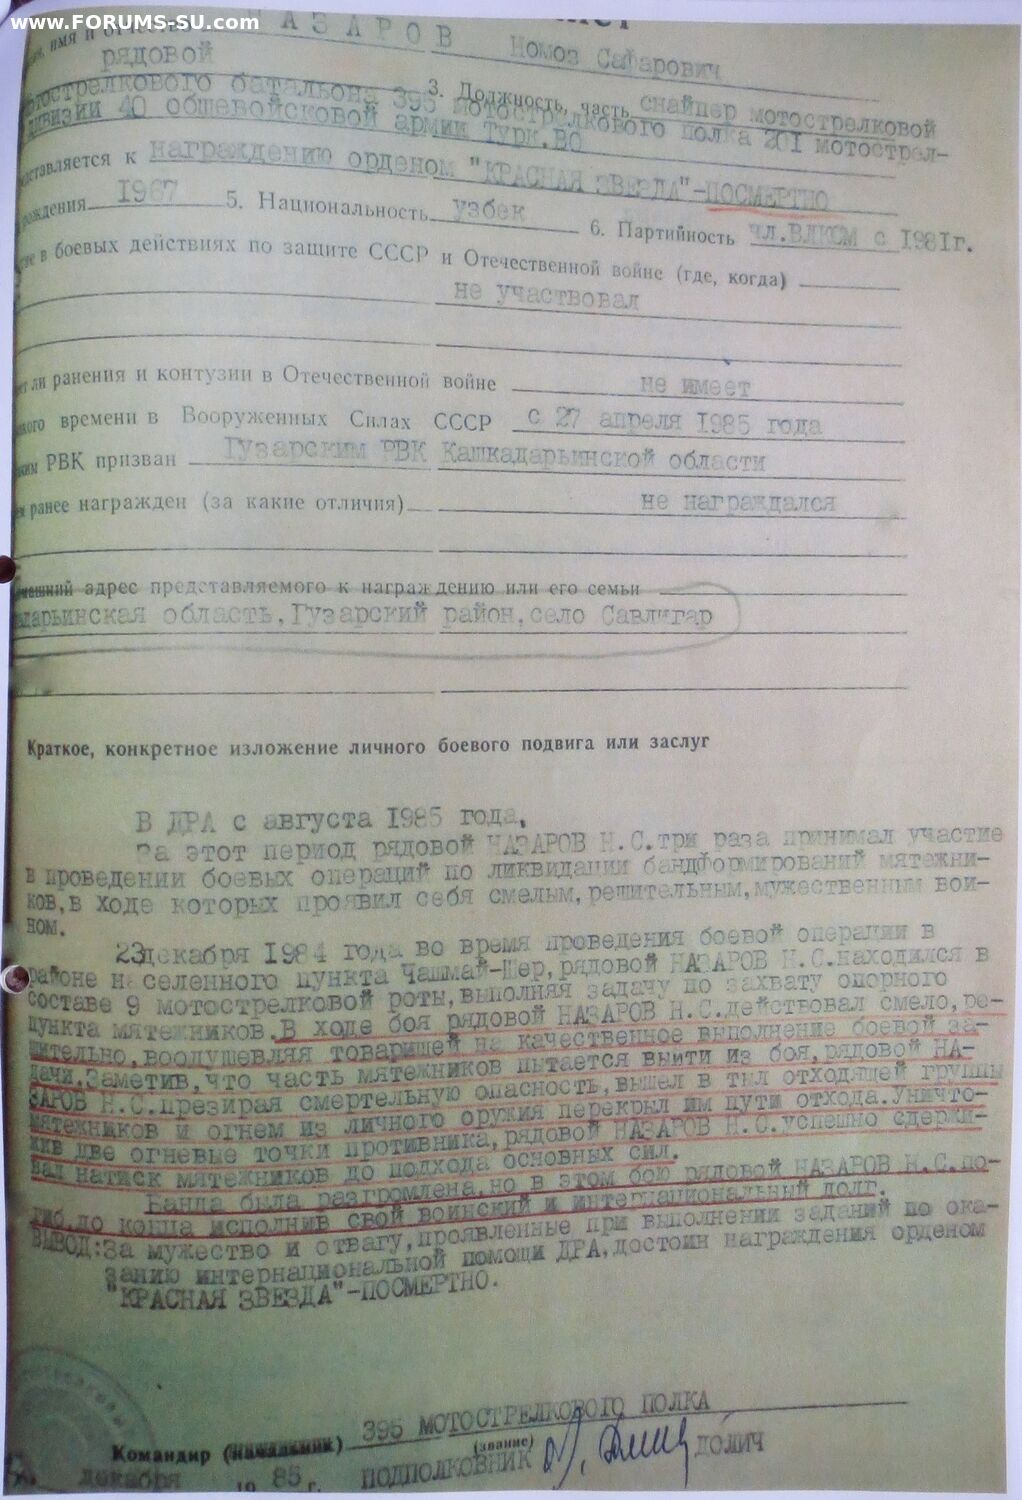 www.FORUMS-SU.com
имя и НАЗАРОВ Номоз Сафарович
рядовой
3. Должность, часть снайпер мотострелковой
мотострелкового батальона 395 мотострелкового полка 201 мотострел-
дивизии 40 общевойсковой армии Турк.ВО
представляется к награждению орденом "КРАСНАЯ ЗВЕЗДА"-ПОСМЕРТНО
рождения 1967 5. Национальность узбек 6. Партийность чл.ВЛКСМ с 1981г.
в боевых действиях по защите СССР и Отечественной войне (где, когда)
не участвовал
ли ранения и контузии в Отечественной войне не имеет
какого времени в Вооруженных Силах СССР с 27 апреля 1985 года
РВК призван Гузарским РВК Кашкадарьинской области
ранее награжден (за какие отличия) не награждался
адрес представляемого к награждению или его семьи
дарьинская область,Гузарский район,село Савлигар
Краткое, конкретное изложение личного боевого подвига или заслуг
В ДРА с августа 1985 года.
За этот период рядовой НАЗАРОВ Н.С.три раза принимал участие
в проведении боевых операций по ликвидации бандформирований мятежни-
ков,в ходе которых проявил себя смелым,решительным,мужественным вои-
ном.
23декабря 1984 года во время проведения боевой операции в
районе населенного пункта Чашмай-Шер,рядовой НАЗАРОВ Н.С.находился в
составе 9 мотострелковой роты,выполняя задачу по захвату опорного
пункта мятежников.В ходе боя рядовой НАЗАРОВ Н.С.действовал смело,ре-
шительно,воодушевляя товарищей на качественное выполнение боевой за-
дачи.Заметив,что часть мятежников пытается выйти из боя,рядовой НА-
ЗАРОВ Н.С.презирая смертельную опасность,вышел в тыл отходящей группы
мятежников и огнем из личного оружия перекрыл им пути отхода.Уничто-
жив две огневые точки противника,рядовой НАЗАРОВ Н.С.успешно сдержи-
вал натиск мятежников до подхода основных сил.
Банда была разгромлена,но в этом бою рядовой НАЗАРОВ Н.С.по-
гиб,до конца исполнив свой воинский и интернациональный долг.
ВЫВОД:За мужество и отвагу,проявленные при выполнении заданий по ока-
занию интернациональной помощи ДРА,достоин награждения орденом
"КРАСНАЯ ЗВЕЗДА"-ПОСМЕРТНО.
Командир (начальник) 395 МОТОСТРЕЛКОВОГО ПОЛКА
(звание)
ПОДПОЛКОВНИК ДОЛИЧ
декабря 19 85 г.